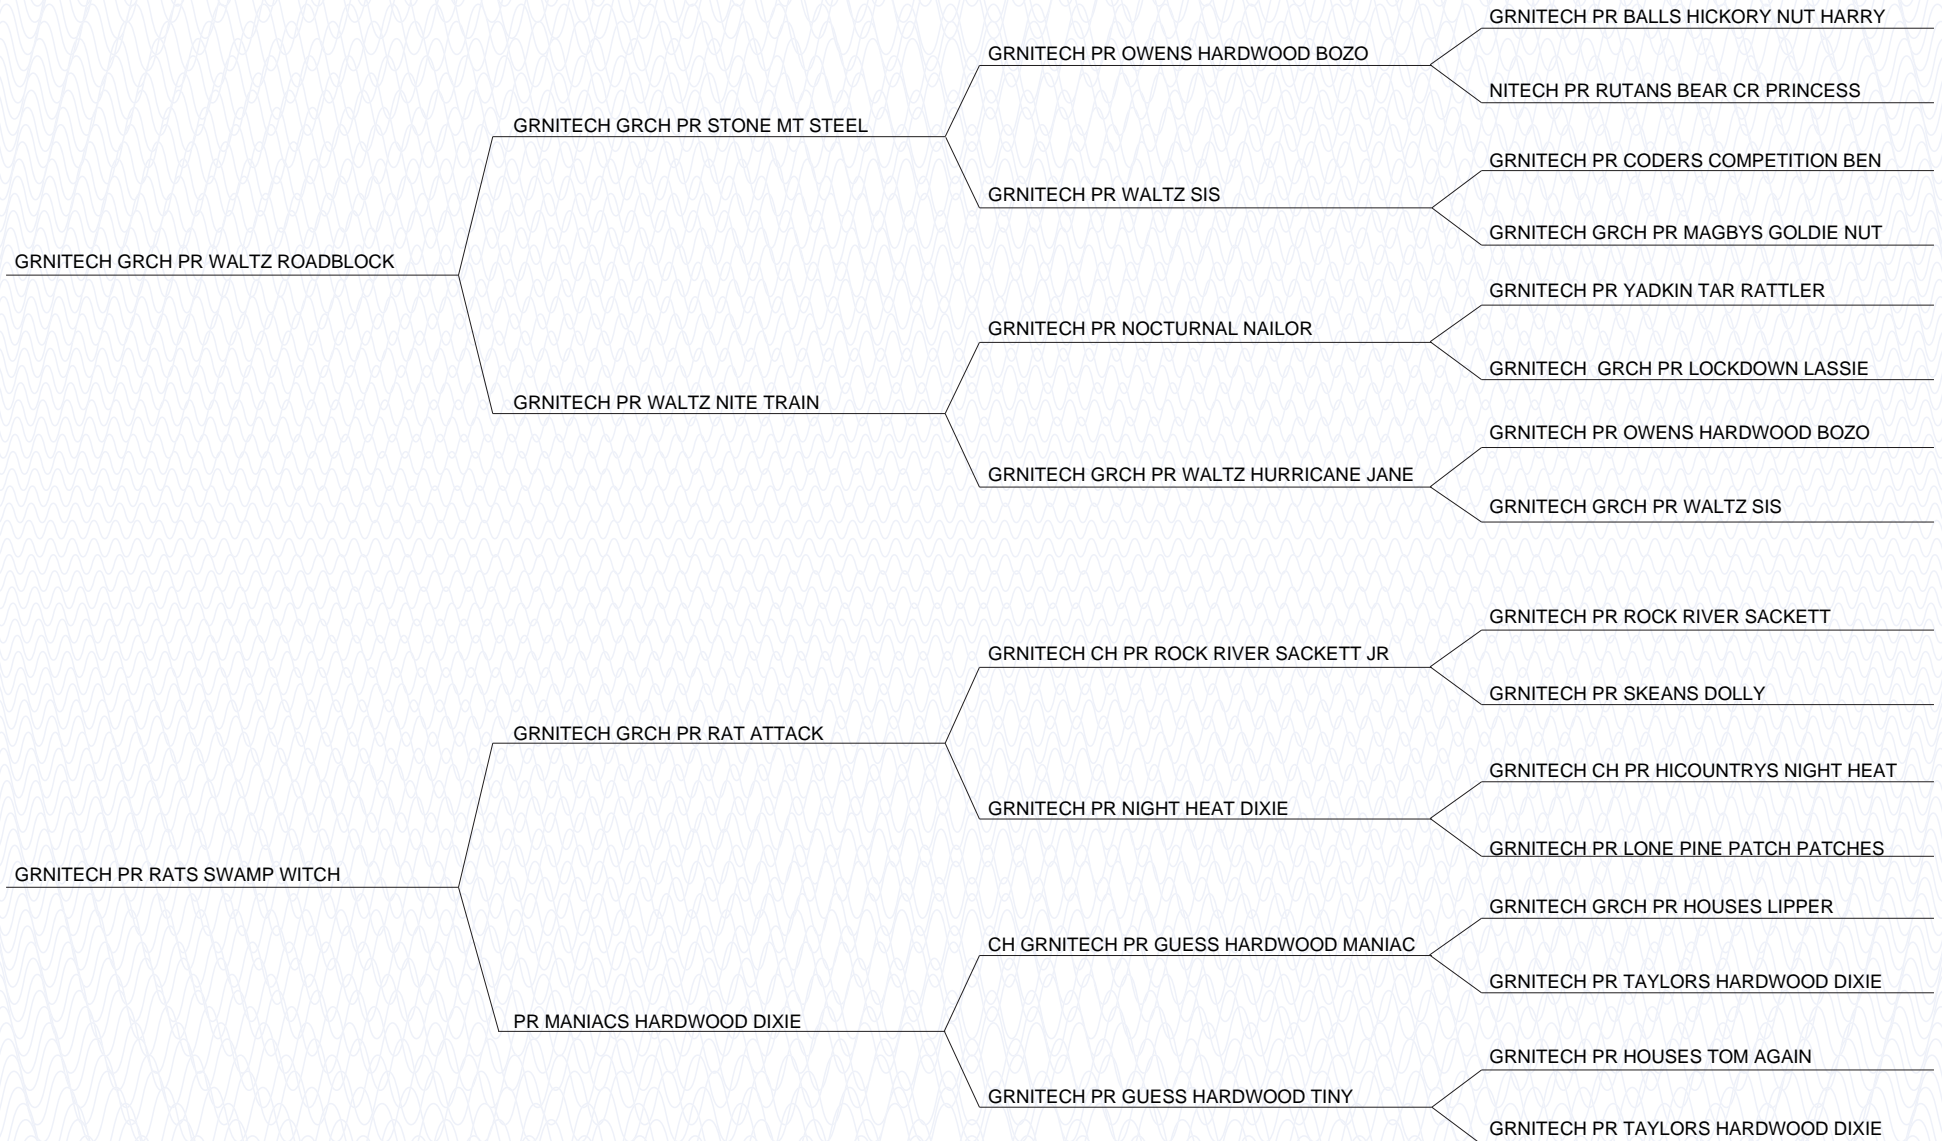 GRNITECH PR BALLS HICKORY NUT HARRY
GRNITECH PR OWENS HARDWOOD BOZO
NITECH PR RUTANS BEAR CR PRINCESS
GRNITECH GRCH PR STONE MT STEEL
GRNITECH PR CODERS COMPETITION BEN
GRNITECH PR WALTZ SIS
GRNITECH GRCH PR MAGBYS GOLDIE NUT
GRNITECH GRCH PR WALTZ ROADBLOCK
GRNITECH PR YADKIN TAR RATTLER
GRNITECH PR NOCTURNAL NAILOR
GRNITECH  GRCH PR LOCKDOWN LASSIE
GRNITECH PR WALTZ NITE TRAIN
GRNITECH PR OWENS HARDWOOD BOZO
GRNITECH GRCH PR WALTZ HURRICANE JANE
GRNITECH GRCH PR WALTZ SIS
GRNITECH PR ROCK RIVER SACKETT
GRNITECH CH PR ROCK RIVER SACKETT JR
GRNITECH PR SKEANS DOLLY
GRNITECH GRCH PR RAT ATTACK
GRNITECH CH PR HICOUNTRYS NIGHT HEAT
GRNITECH PR NIGHT HEAT DIXIE
GRNITECH PR LONE PINE PATCH PATCHES
GRNITECH PR RATS SWAMP WITCH
GRNITECH GRCH PR HOUSES LIPPER
CH GRNITECH PR GUESS HARDWOOD MANIAC
GRNITECH PR TAYLORS HARDWOOD DIXIE
PR MANIACS HARDWOOD DIXIE
GRNITECH PR HOUSES TOM AGAIN
GRNITECH PR GUESS HARDWOOD TINY
GRNITECH PR TAYLORS HARDWOOD DIXIE